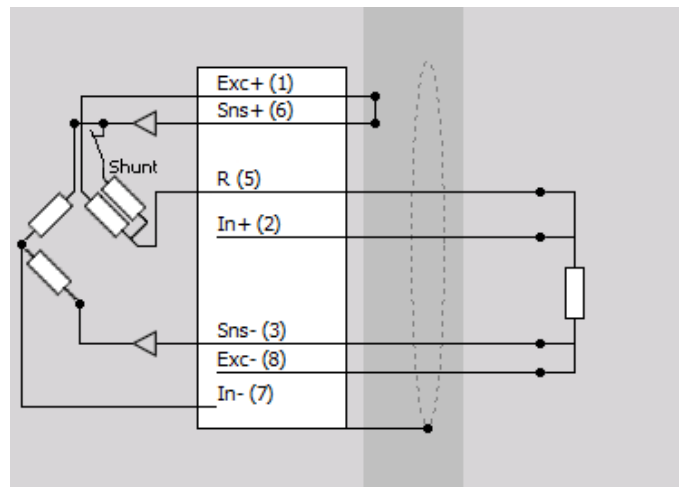 Exc+ (1)
Sns+ (6)
Shunt
R (5)
In+ (2)
Sns- (3)
Exc- (8)
In- (7)